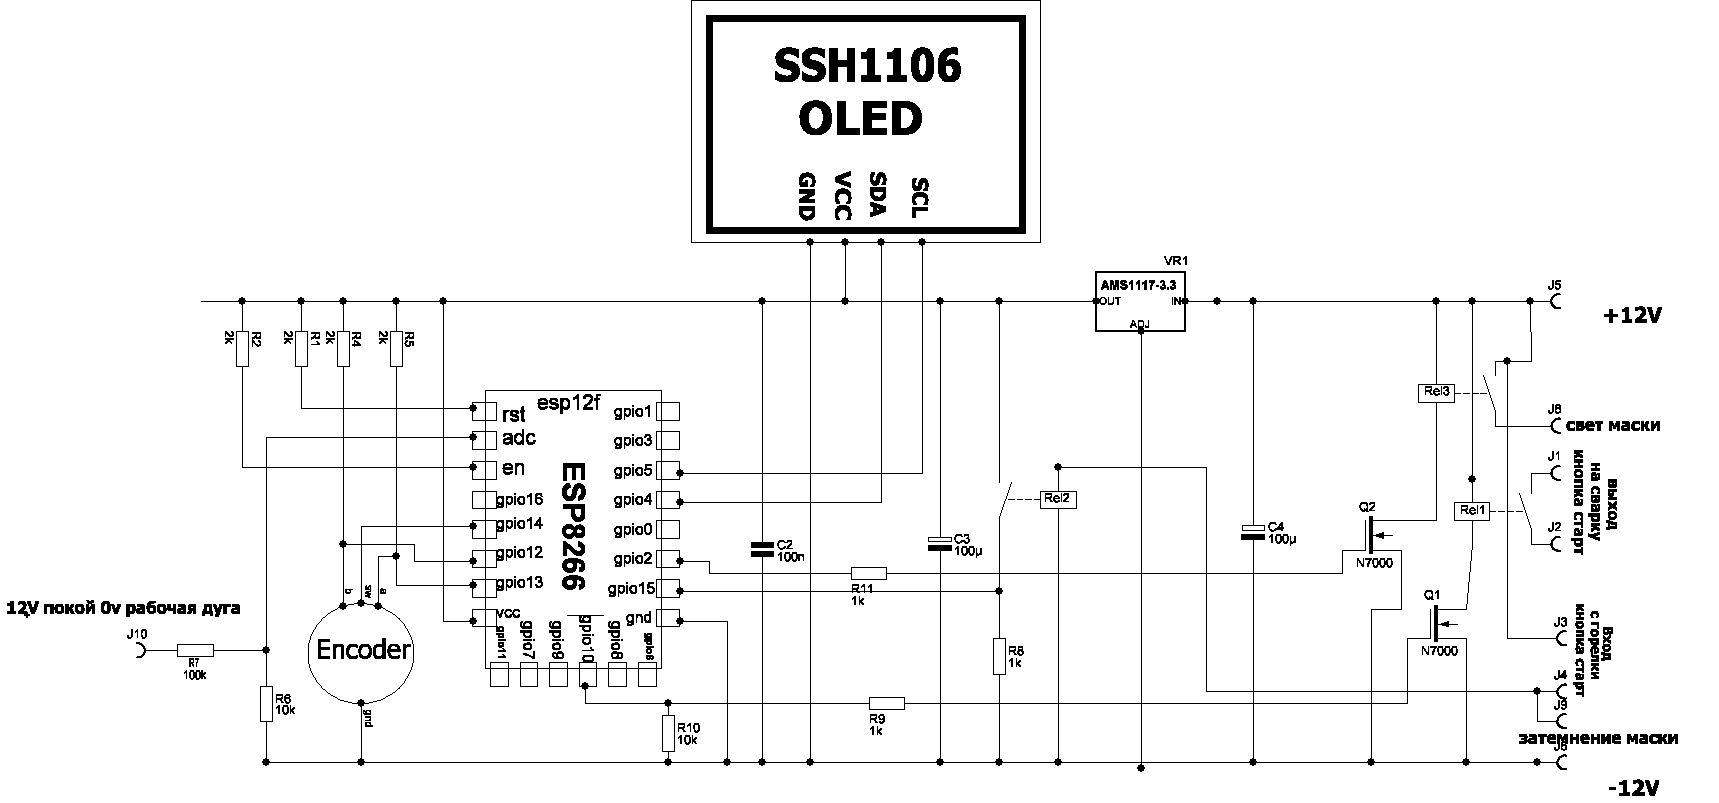 SSH1106
OLED
GND
VCC
SDA
SCL
VR1
AMS1117-3.3
OUT
IN
ADJ
J5
+12V
R2
2K
R1
2K
R4
2K
R5
2K
esp12f
ESP8266
rst
adc
en
gpio16
gpio14
gpio12
gpio13
vcc
gpio1
gpio3
gpio5
gpio4
gpio0
gpio2
gpio15
gnd
gpio11
gpio7
gpio9
gpio10
gpio8
gpio6
Rel3
J8
свет маски
J1
J2
выход
на сварку
кнопка старт
Rel2
Rel1
C2
100n
C3
100µ
C4
100µ
Q2
N7000
Q1
N7000
R11
1k
R8
1k
12V покой 0v рабочая дуга
J10
R7
100k
R6
10k
b
sw
a
Encoder
gnd
R9
1k
R10
10k
J3
Вход
с горелки
кнопка старт
J4
J9
затемнение маски
J6
-12V